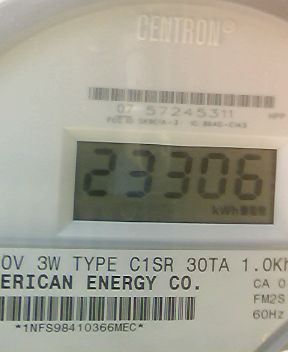 CENTRON®
07 57245311
23306
kWh
0V 3W TYPE C1SR 30TA 1.0Kh
ERICAN ENERGY CO.
CA 0
FM2S
60Hz
*1NFS98410366MEC*